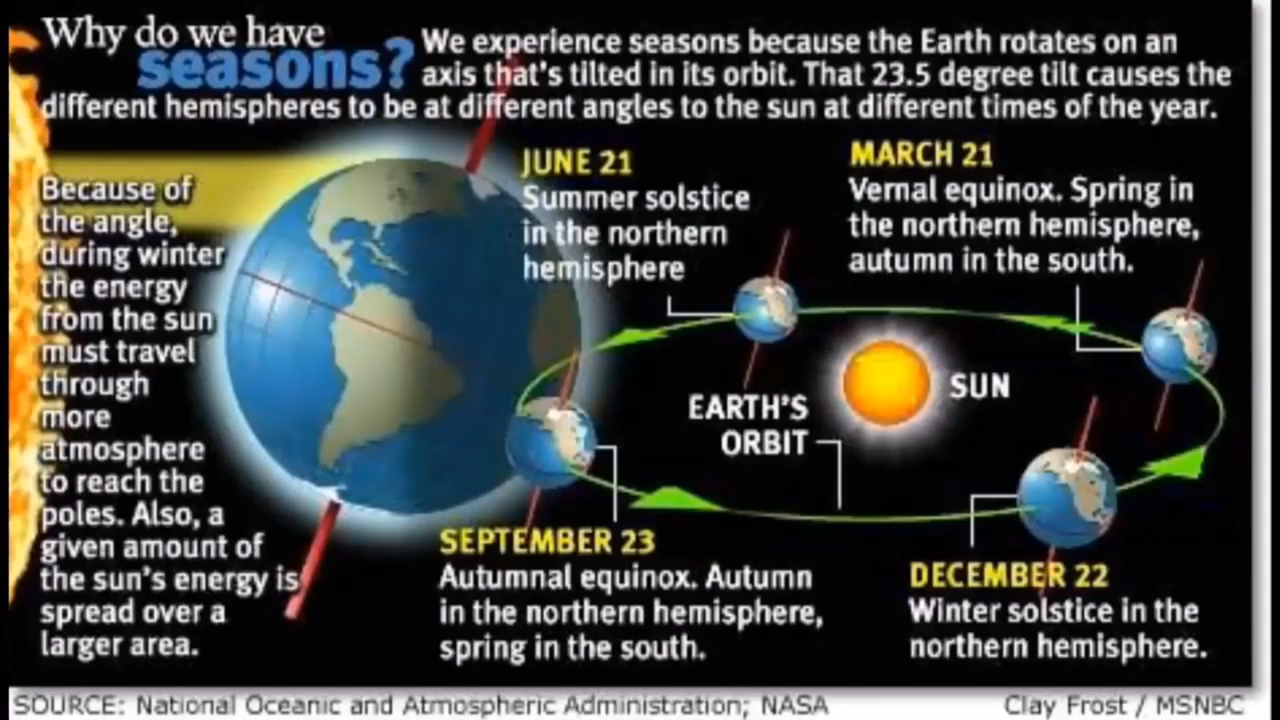 Why do we have
seasons?
We experience seasons because the Earth rotates on an
axis that's tilted in its orbit. That 23.5 degree tilt causes the
different hemispheres to be at different angles to the sun at different times of the year.
Because of
the angle,
during winter
the energy
from the sun
must travel
through
more
atmosphere
to reach the
poles. Also, a
given amount of
the sun's energy is
spread over a
larger area.
JUNE 21
Summer solstice
in the northern
hemisphere
MARCH 21
Vernal equinox. Spring in
the northern hemisphere,
autumn in the south.
SUN
EARTH'S
ORBIT
SEPTEMBER 23
Autumnal equinox. Autumn
in the northern hemisphere,
spring in the south.
DECEMBER 22
Winter solstice in the
northern hemisphere.
SOURCE: National Oceanic and Atmospheric Administration; NASA
Clay Frost / MSNBC